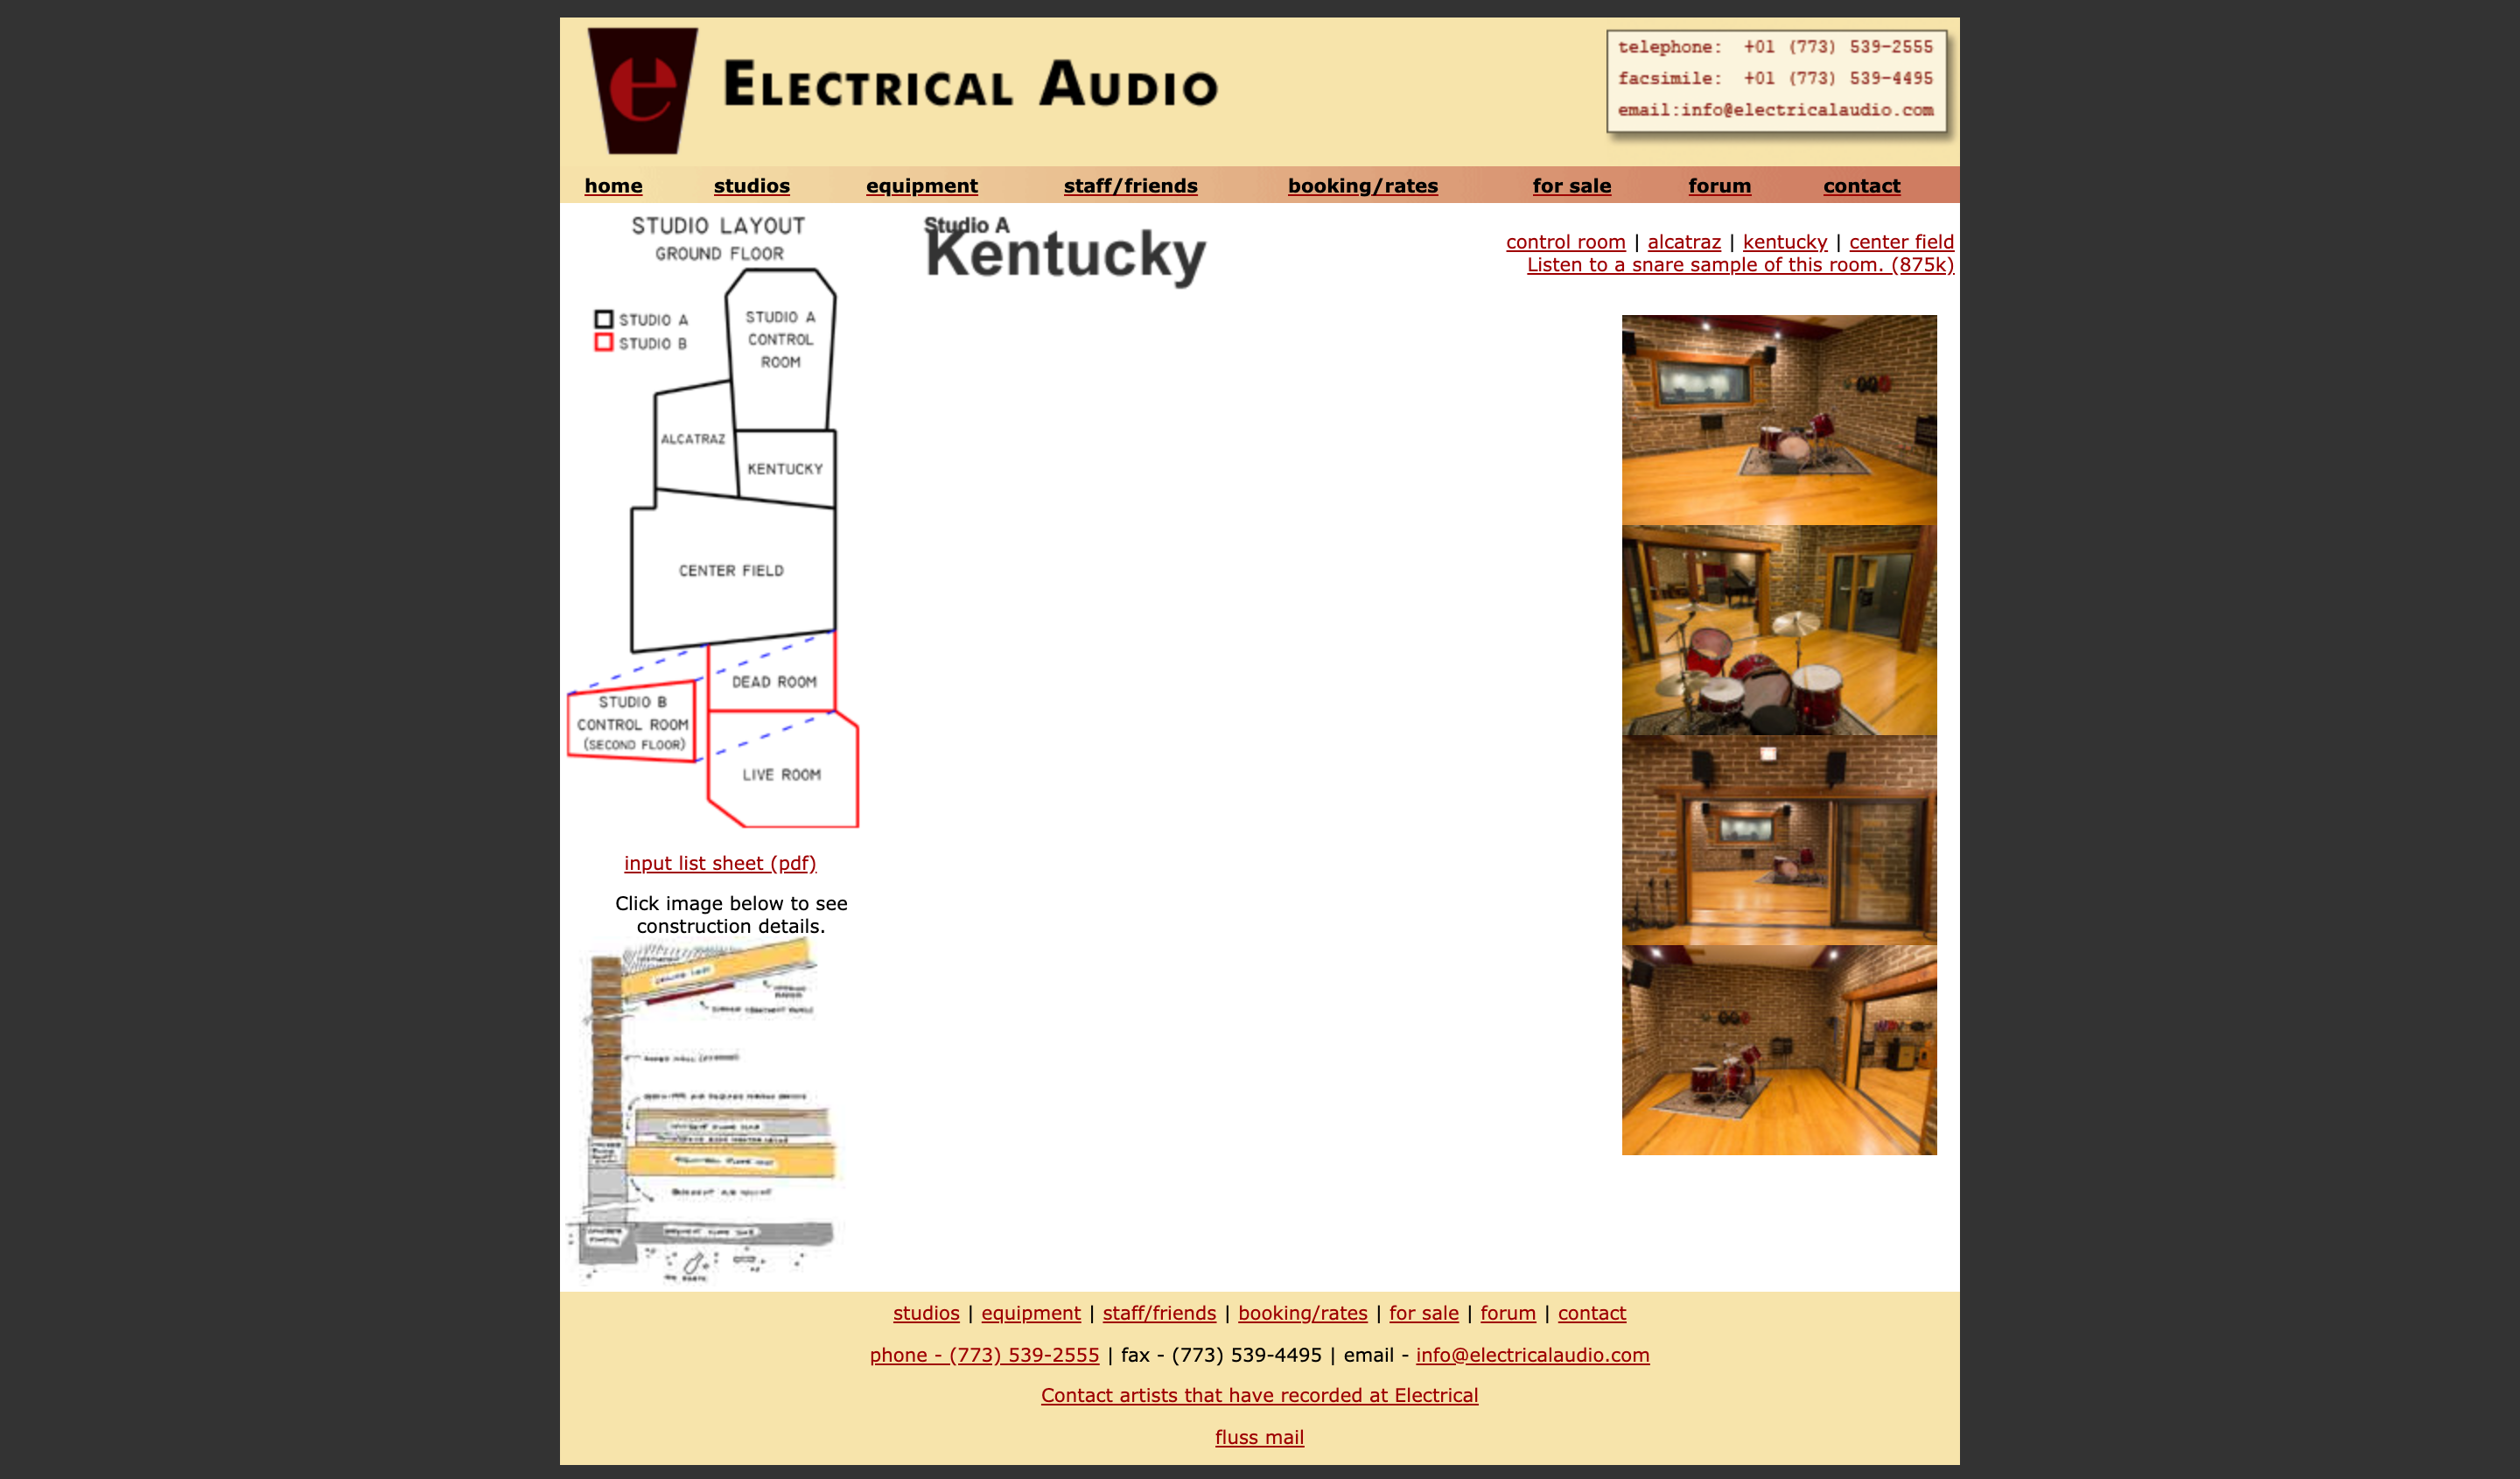 ELECTRICAL AUDIO
telephone: +01 (773) 539-2555
facsimile: +01 (773) 539-4495
email:info@electricalaudio.com
home studios equipment staff/friends booking/rates for sale forum contact
STUDIO LAYOUT
GROUND FLOOR
STUDIO A
STUDIO B
STUDIO A
CONTROL
ROOM
ALCATRAZ
KENTUCKY
CENTER FIELD
DEAD ROOM
STUDIO B
CONTROL ROOM
(SECOND FLOOR)
LIVE ROOM
input list sheet (pdf)
Click image below to see
construction details.
Studio A
Kentucky
control room | alcatraz | kentucky | center field
Listen to a snare sample of this room. (875k)
studios | equipment | staff/friends | booking/rates | for sale | forum | contact
phone - (773) 539-2555 | fax - (773) 539-4495 | email - info@electricalaudio.com
Contact artists that have recorded at Electrical
fluss mail